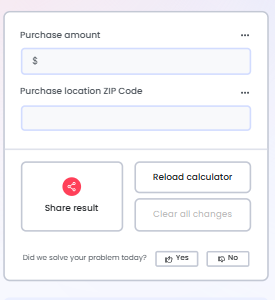 Purchase amount
$
Purchase location ZIP Code
Share result
Reload calculator
Clear all changes
Did we solve your problem today?
Yes
No